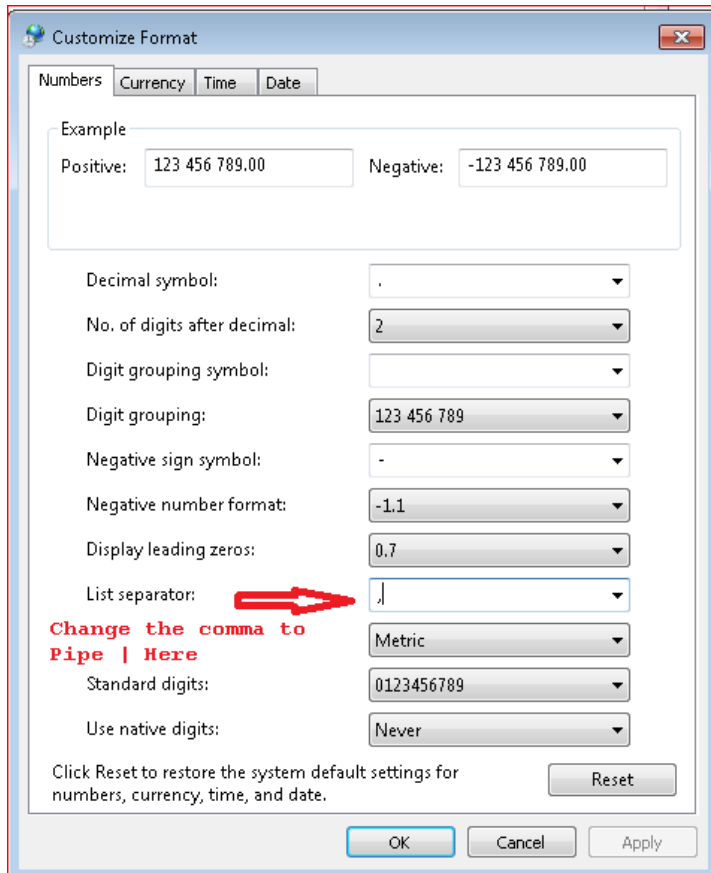 Customize Format
Numbers Currency Time Date
Example
Positive: 123 456 789.00 Negative: -123 456 789.00
Decimal symbol: .
No. of digits after decimal: 2
Digit grouping symbol:
Digit grouping: 123 456 789
Negative sign symbol: -
Negative number format: -1.1
Display leading zeros: 0.7
List separator: ,
Change the comma to
Pipe | Here
Metric
Standard digits: 0123456789
Use native digits: Never
Click Reset to restore the system default settings for
numbers, currency, time, and date.
Reset
OK Cancel Apply